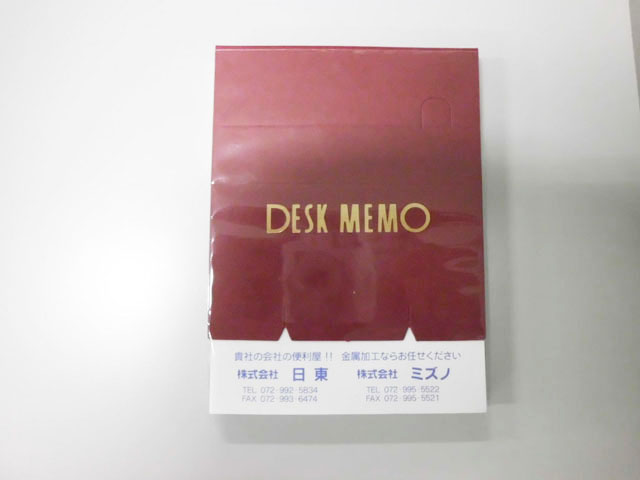 DESK MEMO
貴社の会社の便利屋!! 金属加工ならお任せください
株式会社 日東 株式会社 ミズノ
TEL 072-992-5834 TEL 072-995-5522
FAX 072-993-6474 FAX 072-995-5521